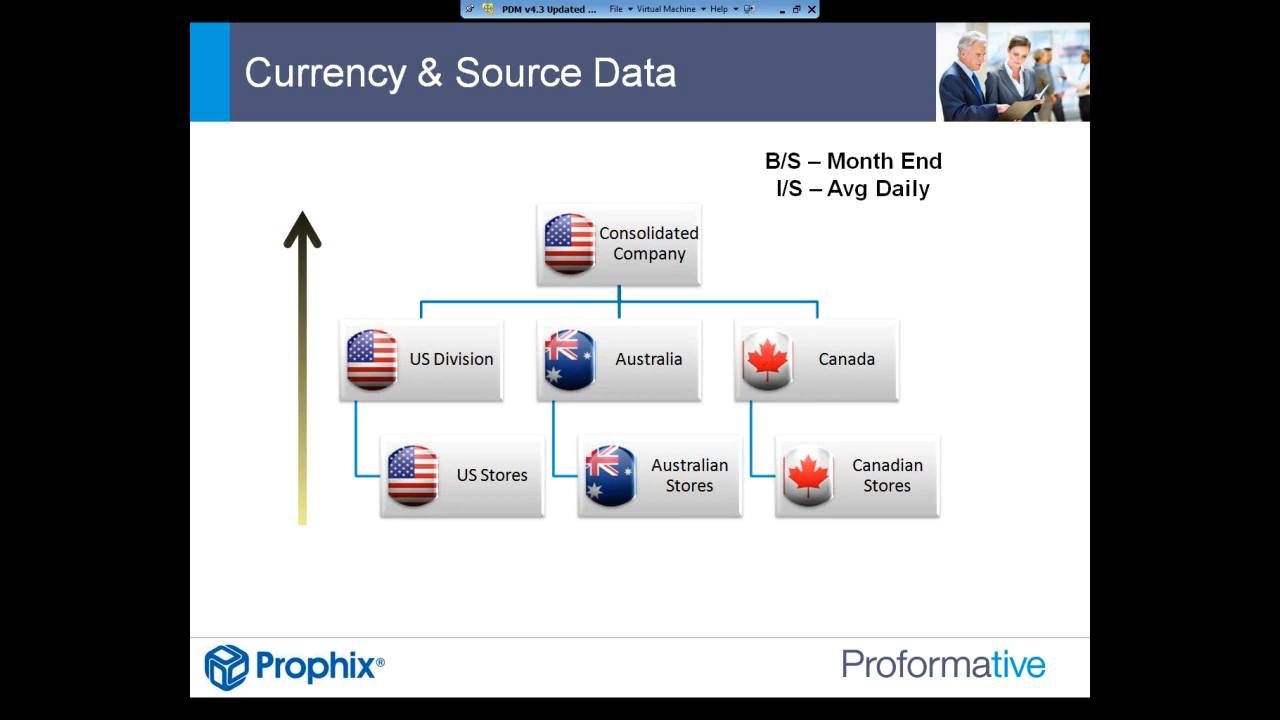 PDM v4.3 Updated ... File Virtual Machine Help
Currency & Source Data
B/S – Month End
I/S – Avg Daily
Consolidated
Company
US Division
Australia
Canada
US Stores
Australian
Stores
Canadian
Stores
Prophix®
Proformative